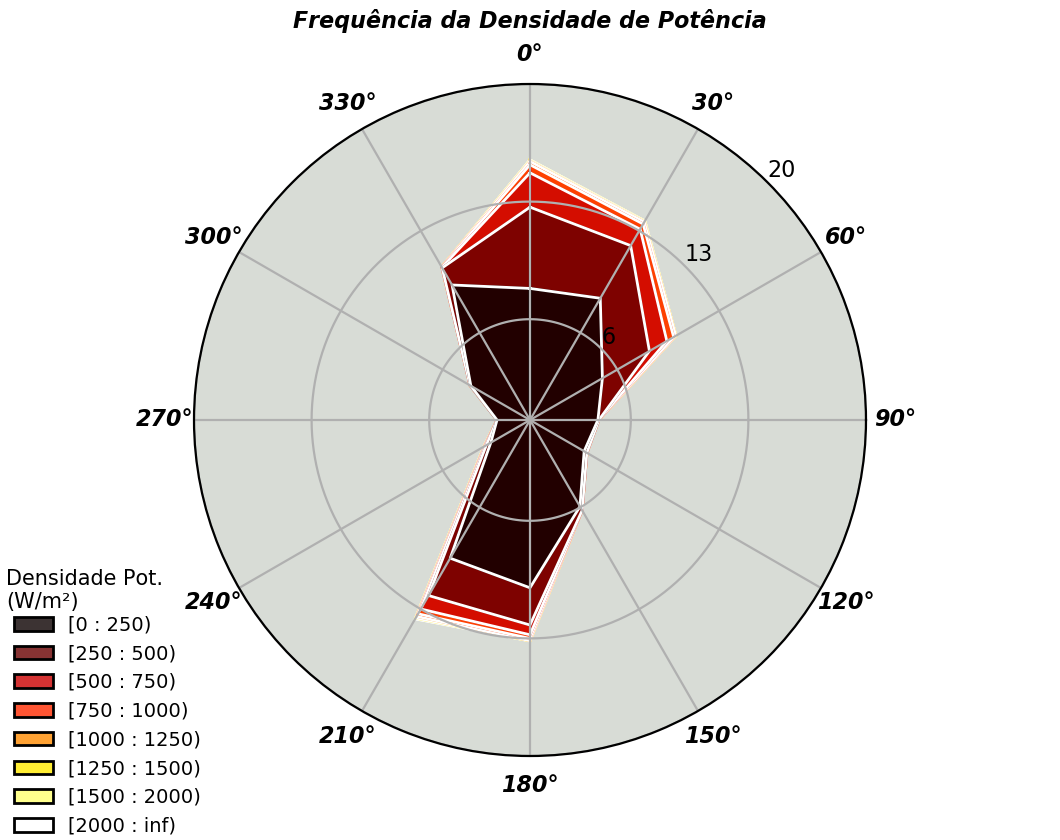 Frequência da Densidade de Potência
0°
30°
60°
90°
120°
150°
180°
210°
240°
270°
300°
330°
6
13
20
Densidade Pot.
(W/m²)
[0 : 250)
[250 : 500)
[500 : 750)
[750 : 1000)
[1000 : 1250)
[1250 : 1500)
[1500 : 2000)
[2000 : inf)